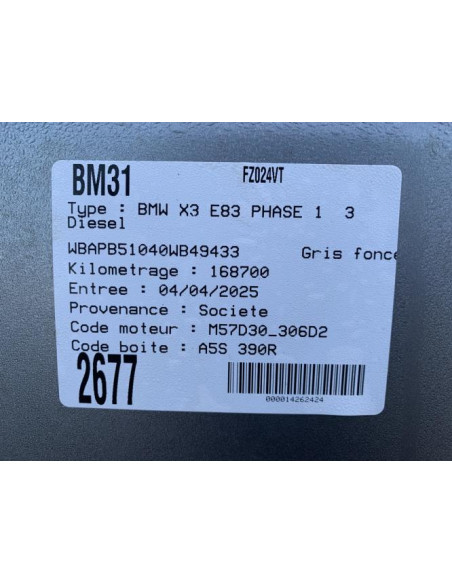 BM31 FZ024VT
Type : BMW X3 E83 PHASE 1 3
Diesel
WBAPB51040WB49433 Gris fonce
Kilometrage : 168700
Entree : 04/04/2025
Provenance : Societe
Code moteur : M57D30_306D2
Code boite : A5S 390R
2677
000014262424